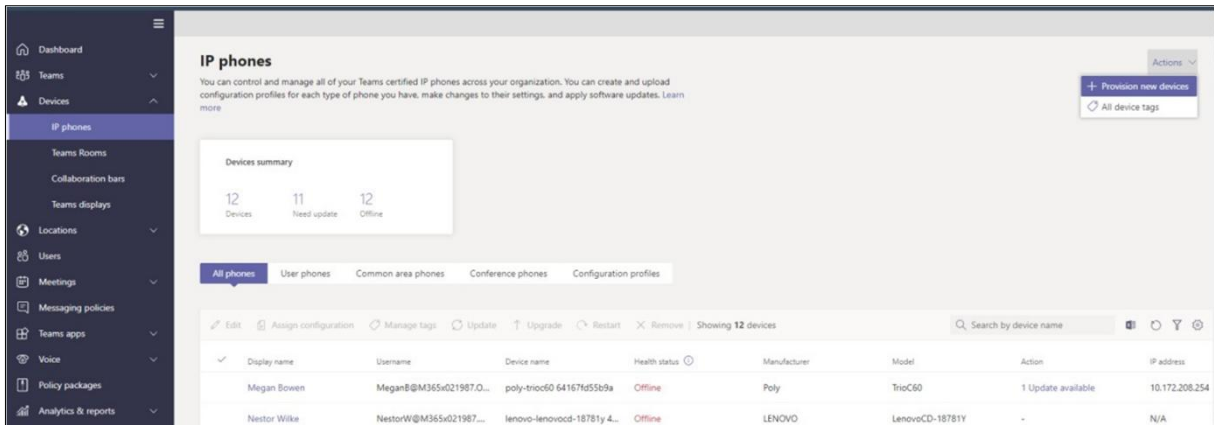 Dashboard
Teams
Devices
IP phones
Teams Rooms
Collaboration bars
Teams displays
Locations
Users
Meetings
Messaging policies
Teams apps
Voice
Policy packages
Analytics & reports
IP phones
You can control and manage all of your Teams certified IP phones across your organization. You can create and upload
configuration profiles for each type of phone you have, make changes to their settings, and apply software updates. Learn
more
Actions
+ Provision new devices
All device tags
Devices summary
12 11 12
Devices Need update Offline
All phones User phones Common area phones Conference phones Configuration profiles
Edit Assign configuration Manage tags Update Upgrade Restart Remove | Showing 12 devices Search by device name
Display name Username Device name Health status Manufacturer Model Action IP address
Megan Bowen MeganB@M365x021987.O... poly-trioc60 64167fd55b9a Offline Poly TrioC60 1 Update available 10.172.208.254
Nestor Wilke NestorW@M365x021987.... lenovo-lenovocd-18781y 4... Offline LENOVO LenovoCD-18781Y - N/A